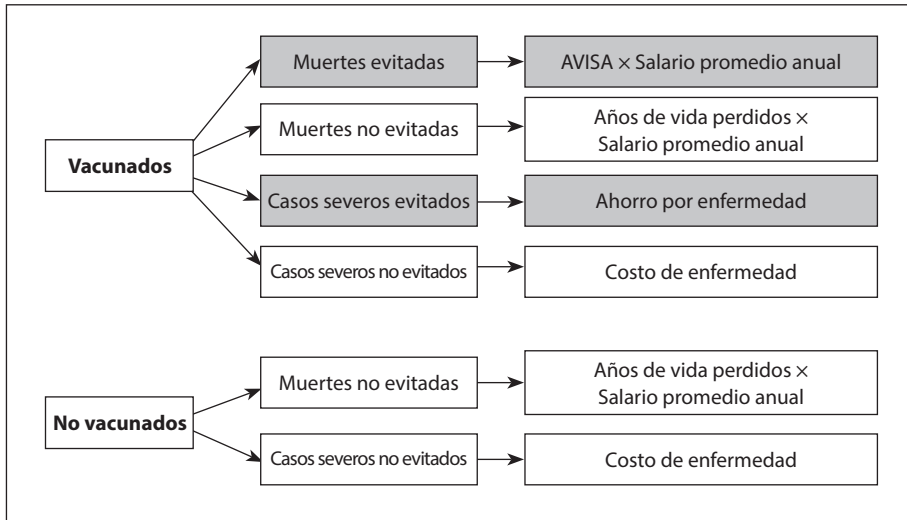 Vacunados
Muertes evitadas
AVISA × Salario promedio anual
Muertes no evitadas
Años de vida perdidos ×
Salario promedio anual
Casos severos evitados
Ahorro por enfermedad
Casos severos no evitados
Costo de enfermedad
No vacunados
Muertes no evitadas
Años de vida perdidos ×
Salario promedio anual
Casos severos no evitados
Costo de enfermedad